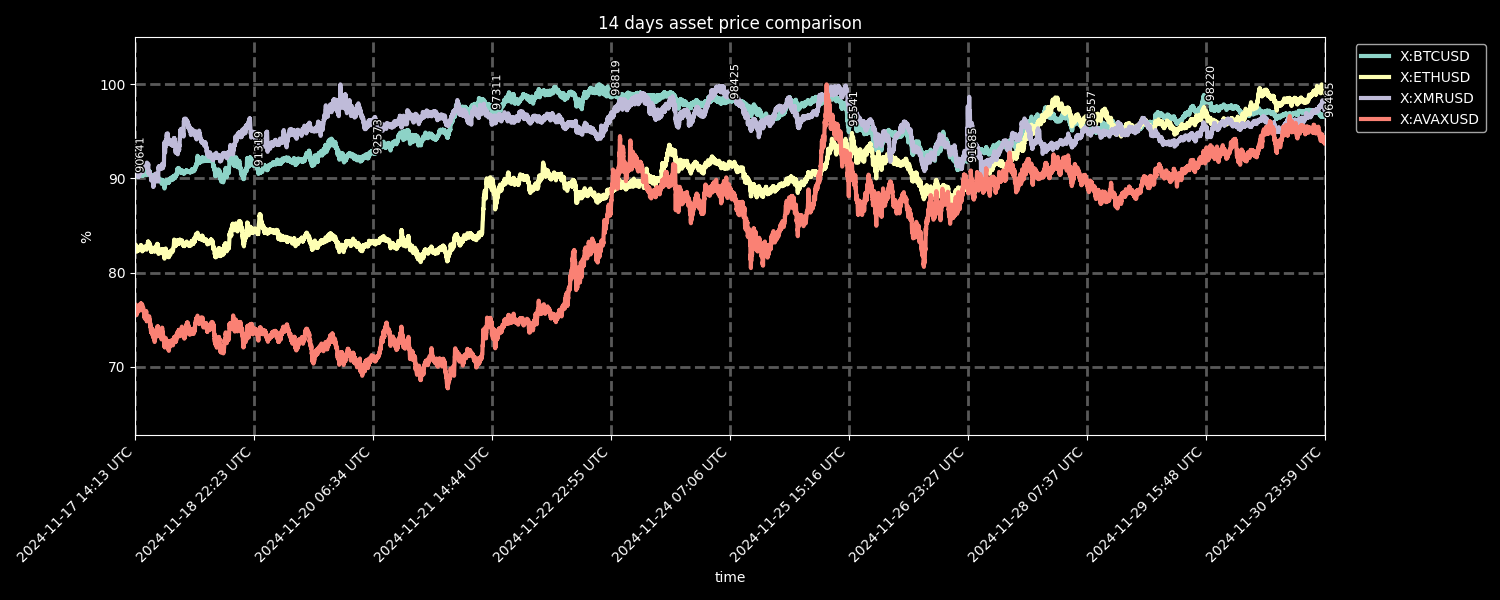 14 days asset price comparison
X:BTCUSD
X:ETHUSD
X:XMRUSD
X:AVAXUSD
100
90
80
70
%
90641
91319
92573
97311
98819
98425
95541
91685
95557
98220
96465
2024-11-17 14:13 UTC
2024-11-18 22:23 UTC
2024-11-20 06:34 UTC
2024-11-21 14:44 UTC
2024-11-22 22:55 UTC
2024-11-24 07:06 UTC
2024-11-25 15:16 UTC
2024-11-26 23:27 UTC
2024-11-28 07:37 UTC
2024-11-29 15:48 UTC
2024-11-30 23:59 UTC
time